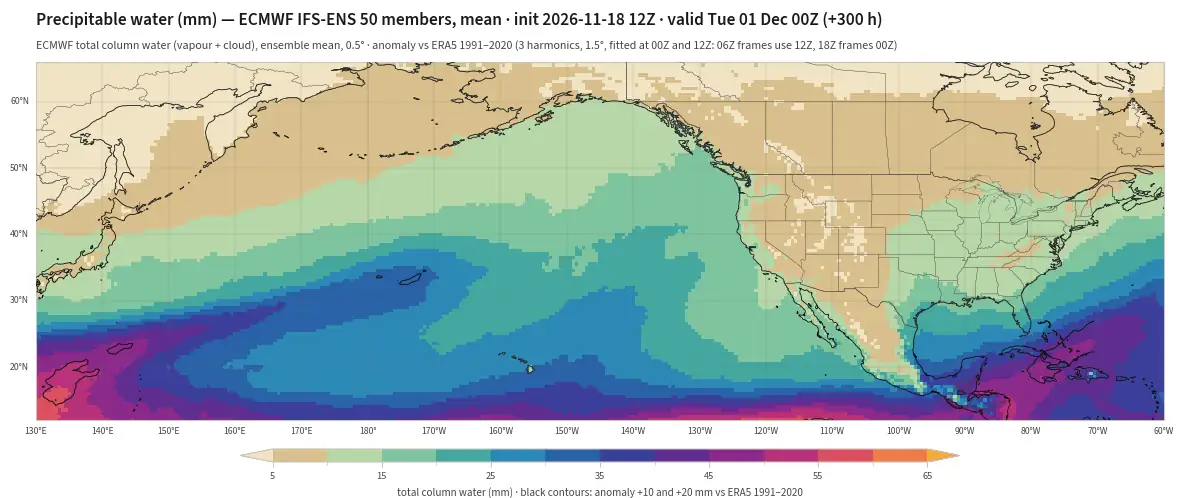 Precipitable water (mm) — ECMWF IFS-ENS 50 members, mean · init 2026-11-18 12Z · valid Tue 01 Dec 00Z (+300 h)
ECMWF total column water (vapour + cloud), ensemble mean, 0.5° · anomaly vs ERA5 1991–2020 (3 harmonics, 1.5°, fitted at 00Z and 12Z: 06Z frames use 12Z, 18Z frames 00Z)
60°N
50°N
40°N
30°N
20°N
130°E 140°E 150°E 160°E 170°E 180° 170°W 160°W 150°W 140°W 130°W 120°W 110°W 100°W 90°W 80°W 70°W 60°W
5 15 25 35 45 55 65
total column water (mm) · black contours: anomaly +10 and +20 mm vs ERA5 1991–2020